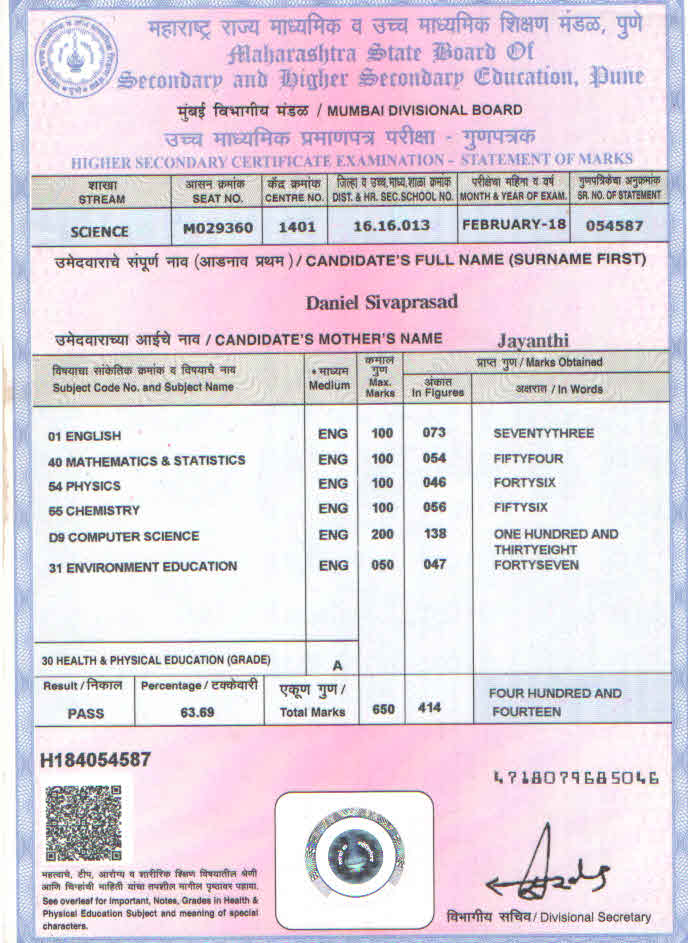 महाराष्ट्र राज्य माध्यमिक व उच्च माध्यमिक शिक्षण मंडळ, पुणे
Maharashtra State Board Of
Secondary and Higher Secondary Education, Pune
मुंबई विभागीय मंडळ / MUMBAI DIVISIONAL BOARD
उच्च माध्यमिक प्रमाणपत्र परीक्षा - गुणपत्रक
HIGHER SECONDARY CERTIFICATE EXAMINATION - STATEMENT OF MARKS
शाखा आसन क्रमांक केंद्र क्रमांक जिल्हा व उच्च.माध्य.शाळा क्रमांक परीक्षेचा महिना व वर्ष गुणपत्रिकेचा अनुक्रमांक
STREAM SEAT NO. CENTRE NO. DIST. & HR. SEC.SCHOOL NO. MONTH & YEAR OF EXAM. SR. NO. OF STATEMENT
SCIENCE M029360 1401 16.16.013 FEBRUARY-18 054587
उमेदवाराचे संपूर्ण नाव (आडनाव प्रथम) / CANDIDATE'S FULL NAME (SURNAME FIRST)
Daniel Sivaprasad
उमेदवाराच्या आईचे नाव / CANDIDATE'S MOTHER'S NAME Jayanthi
विषयाचा सांकेतिक क्रमांक व विषयाचे नाव
Subject Code No. and Subject Name
• माध्यम
Medium
कमाल
गुण
Max.
Marks
प्राप्त गुण / Marks Obtained
अंकात
In Figures
अक्षरात / In Words
01 ENGLISH ENG 100 073 SEVENTYTHREE
40 MATHEMATICS & STATISTICS ENG 100 054 FIFTYFOUR
54 PHYSICS ENG 100 046 FORTYSIX
55 CHEMISTRY ENG 100 056 FIFTYSIX
D9 COMPUTER SCIENCE ENG 200 138 ONE HUNDRED AND
THIRTYEIGHT
31 ENVIRONMENT EDUCATION ENG 050 047 FORTYSEVEN
30 HEALTH & PHYSICAL EDUCATION (GRADE) A
Result / निकाल Percentage / टक्केवारी एकूण गुण /
PASS 63.69 Total Marks 650 414 FOUR HUNDRED AND
FOURTEEN
H184054587
4718079685046
महत्वाचे, टीप, आरोग्य व शारीरिक शिक्षण विषयातील श्रेणी
आणि चिन्हांची माहिती यांचा तपशील मागील पृष्ठावर पहावा.
See overleaf for Important, Notes, Grades in Health &
Physical Education Subject and meaning of special
characters.
विभागीय सचिव / Divisional Secretary